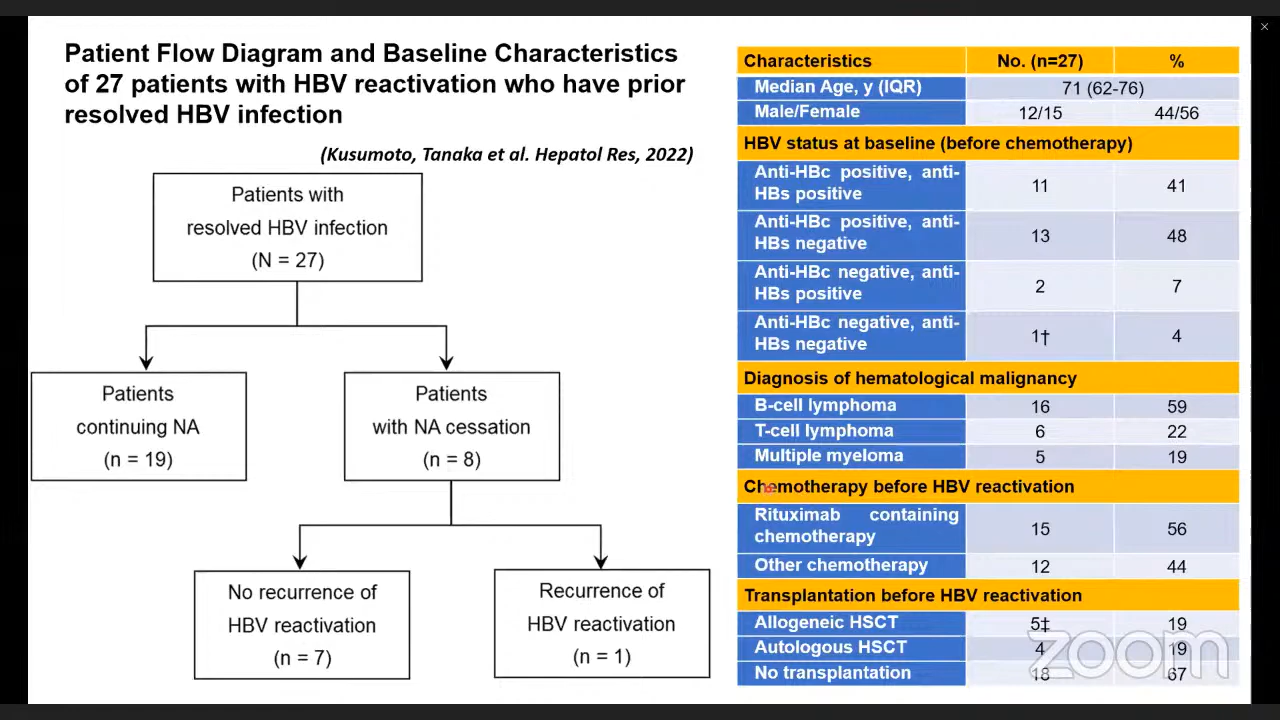 Patient Flow Diagram and Baseline Characteristics
of 27 patients with HBV reactivation who have prior
resolved HBV infection
(Kusumoto, Tanaka et al. Hepatol Res, 2022)
Patients with
resolved HBV infection
(N = 27)
Patients
continuing NA
(n = 19)
Patients
with NA cessation
(n = 8)
No recurrence of
HBV reactivation
(n = 7)
Recurrence of
HBV reactivation
(n = 1)
Characteristics No. (n=27) %
Median Age, y (IQR) 71 (62-76)
Male/Female 12/15 44/56
HBV status at baseline (before chemotherapy)
Anti-HBc positive, anti-
HBs positive 11 41
Anti-HBc positive, anti-
HBs negative 13 48
Anti-HBc negative, anti-
HBs positive 2 7
Anti-HBc negative, anti-
HBs negative 1† 4
Diagnosis of hematological malignancy
B-cell lymphoma 16 59
T-cell lymphoma 6 22
Multiple myeloma 5 19
Chemotherapy before HBV reactivation
Rituximab containing
chemotherapy 15 56
Other chemotherapy 12 44
Transplantation before HBV reactivation
Allogeneic HSCT 5‡ 19
Autologous HSCT 4 19
No transplantation 18 67
zoom